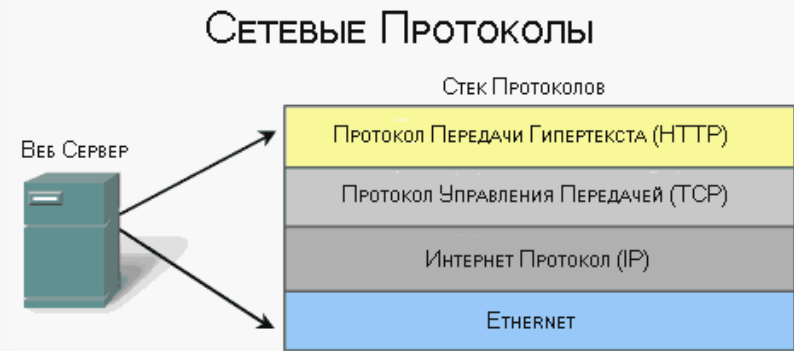 Сетевые Протоколы
Стек Протоколов
Веб Сервер
Протокол Передачи Гипертекста (HTTP)
Протокол Управления Передачей (TCP)
Интернет Протокол (IP)
Ethernet